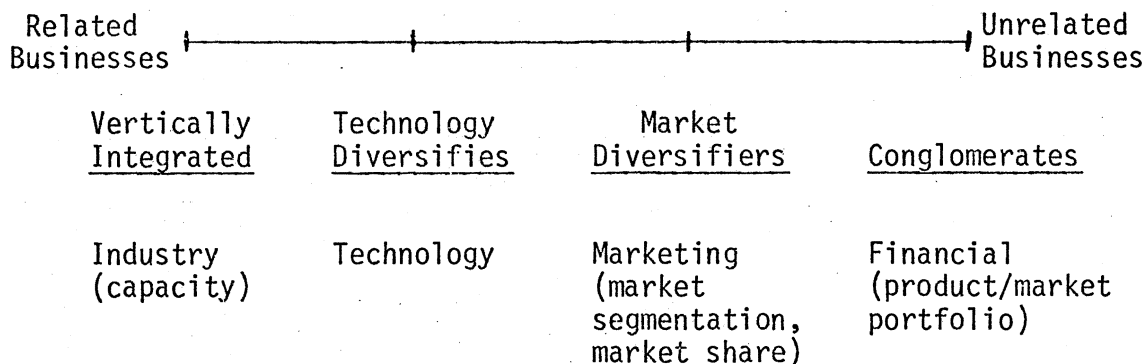 Related Unrelated
Businesses Businesses
Vertically Technology Market
Integrated Diversifies Diversifiers Conglomerates
Industry Technology Marketing Financial
(capacity) (market (product/market
segmentation, portfolio)
market share)